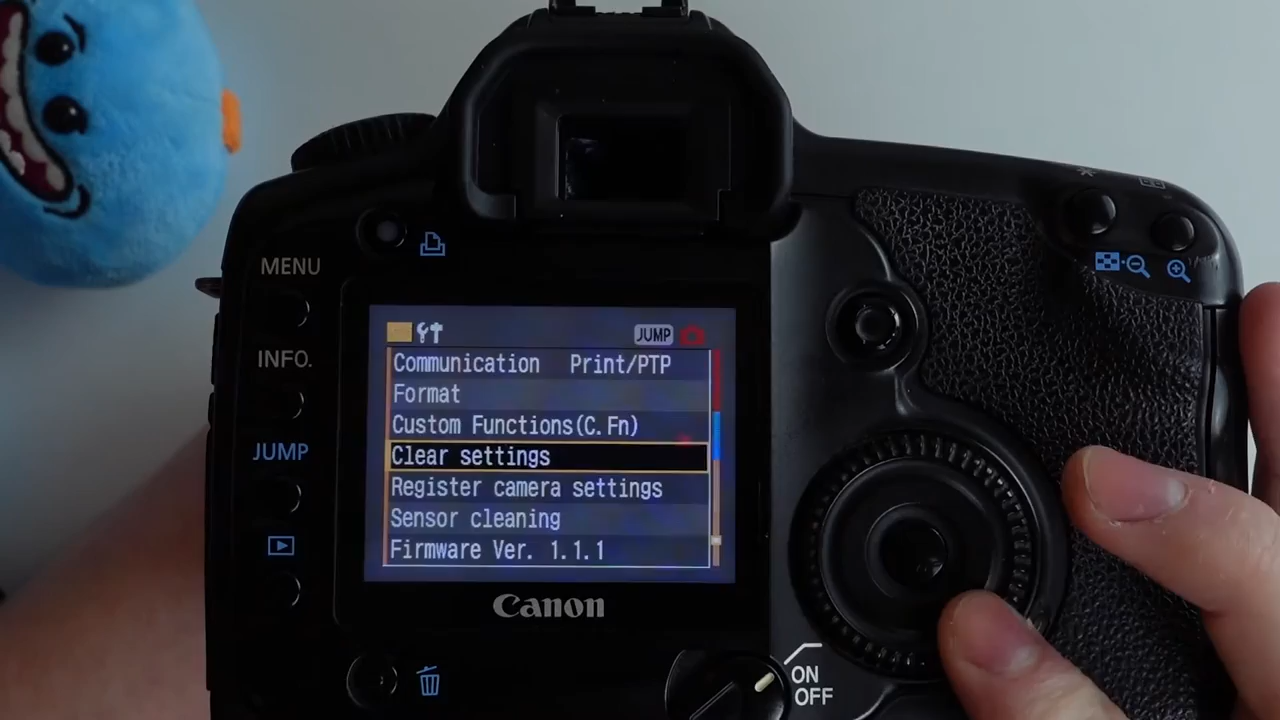 MENU
INFO.
JUMP
JUMP
Communication Print/PTP
Format
Custom Functions(C.Fn)
Clear settings
Register camera settings
Sensor cleaning
Firmware Ver. 1.1.1
Canon
ON
OFF